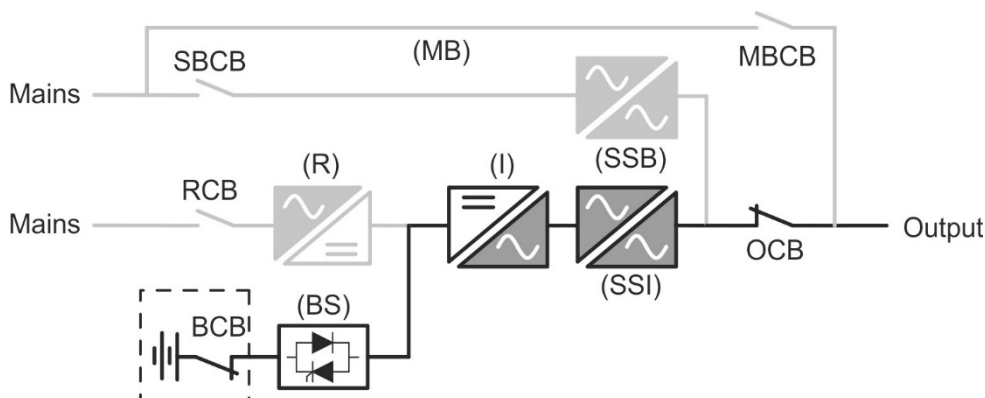 (MB)
MBCB
SBCB
Mains
(SSB)
(R)
(I)
RCB
Mains
Output
OCB
(SSI)
(BS)
BCB